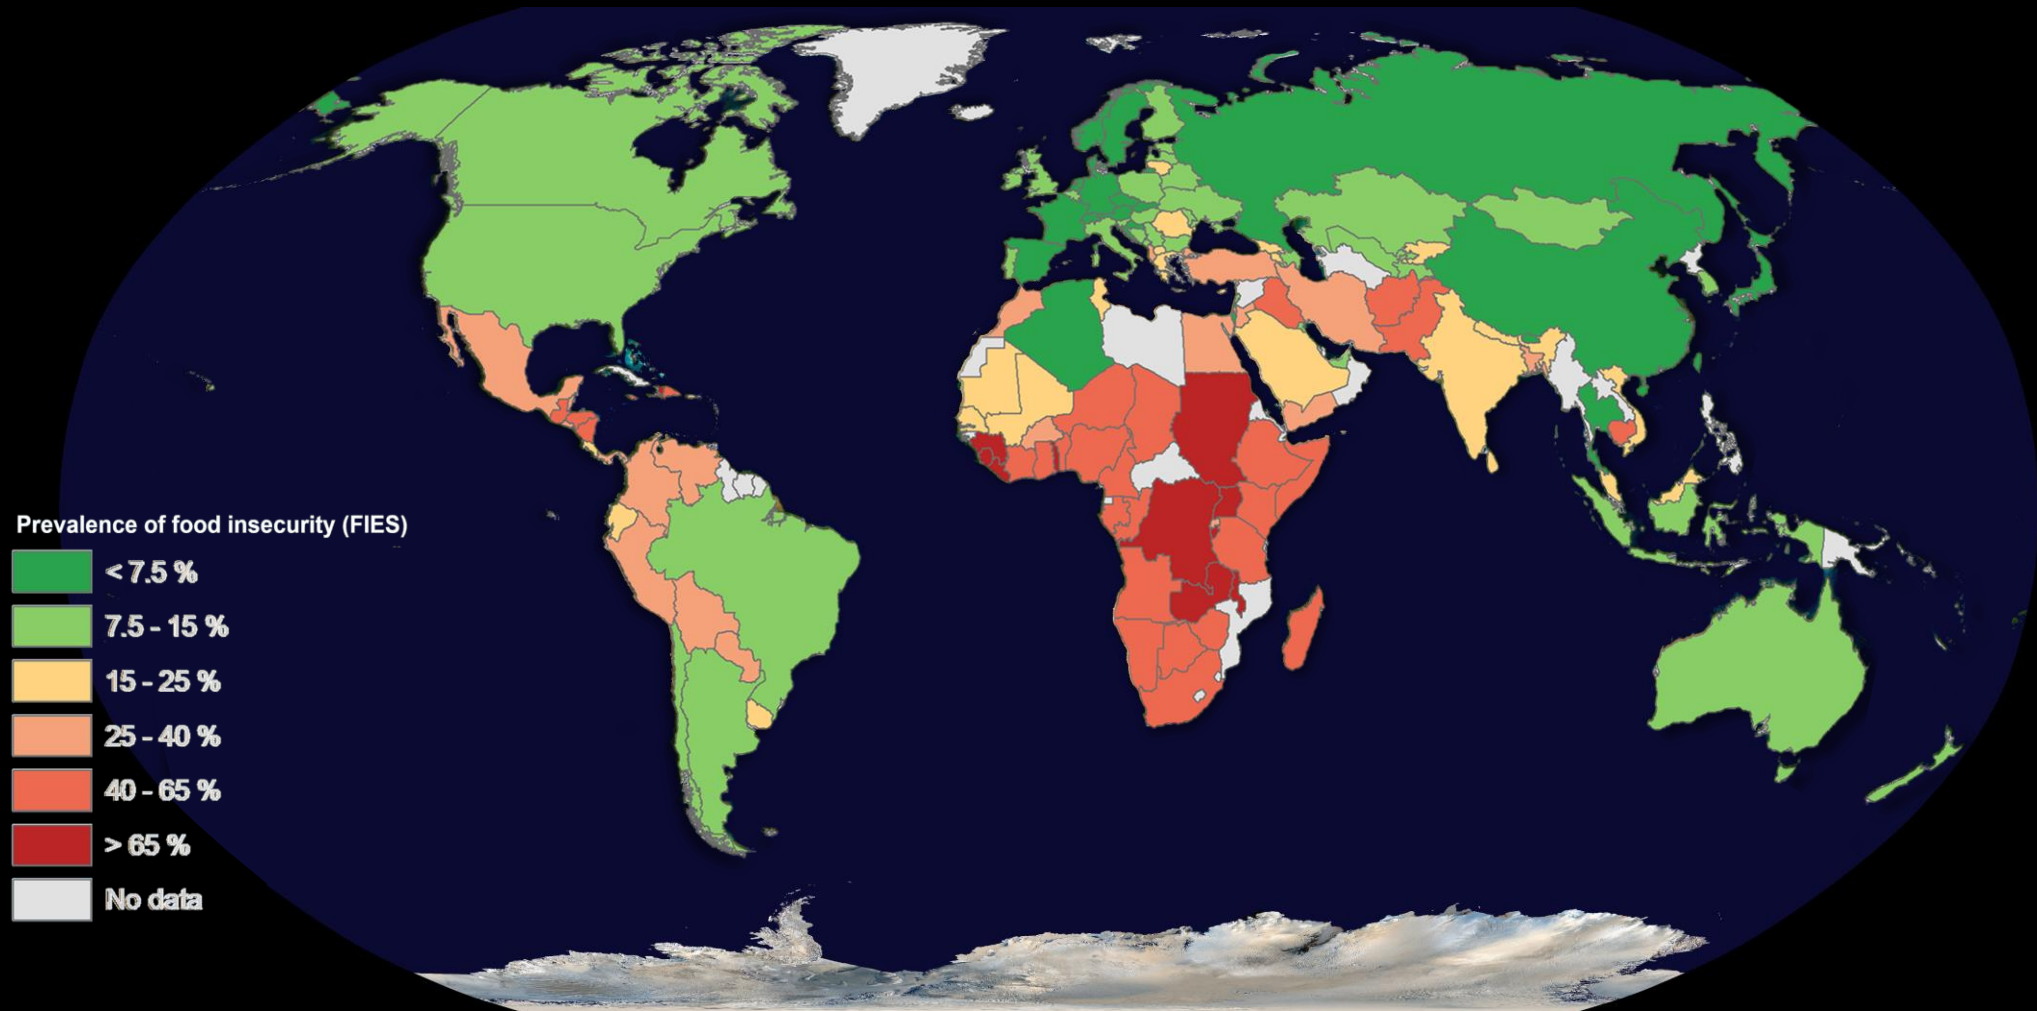 Prevalence of food insecurity (FIES)
< 7.5 %
7.5 - 15 %
15 - 25 %
25 - 40 %
40 - 65 %
> 65 %
No data